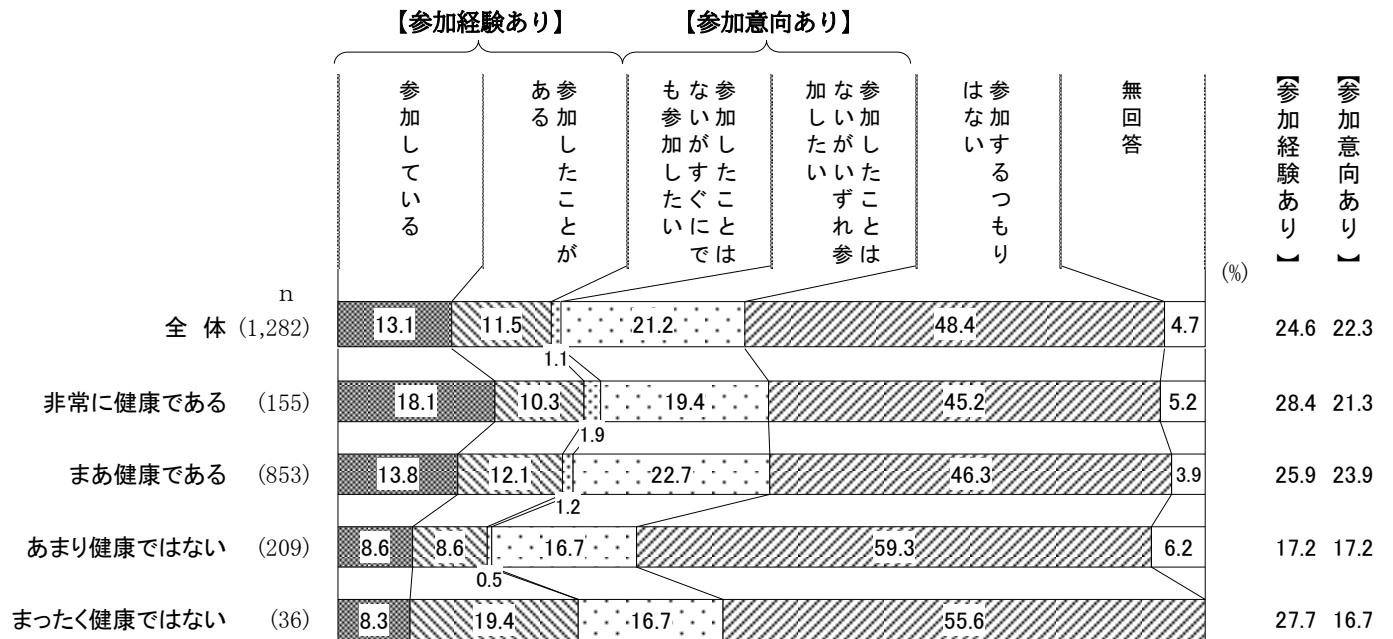 【参加経験あり】 【参加意向あり】
参加している
参加したことが
ある
参加したことは
ないがすぐにで
も参加したい
参加したことは
ないがいずれ参
加したい
参加するつもり
はない
無回答
【参加経験あり】
【参加意向あり】
(%)
n
全 体 (1,282) 13.1 11.5 1.1 21.2 48.4 4.7 24.6 22.3
非常に健康である (155) 18.1 10.3 1.9 19.4 45.2 5.2 28.4 21.3
まあ健康である (853) 13.8 12.1 1.2 22.7 46.3 3.9 25.9 23.9
あまり健康ではない (209) 8.6 8.6 0.5 16.7 59.3 6.2 17.2 17.2
まったく健康ではない (36) 8.3 19.4 16.7 55.6 27.7 16.7